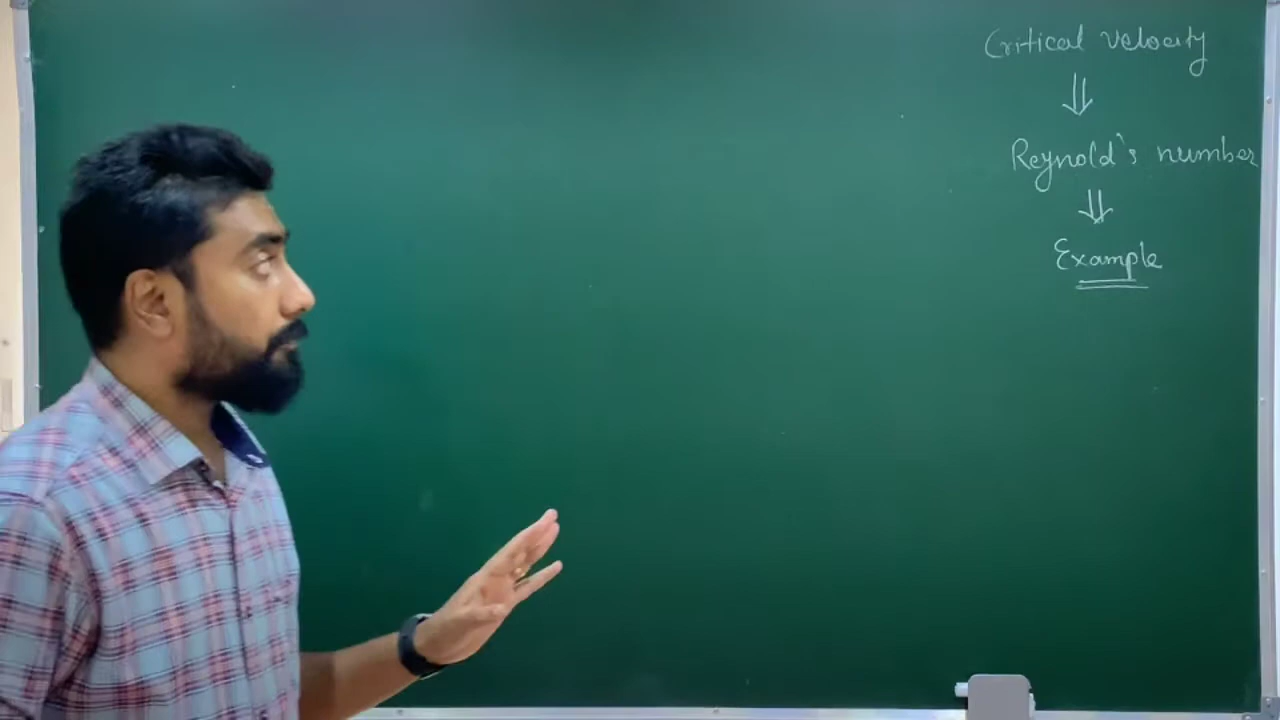 Critical velocity
⇓
Reynold's number
⇓
Example